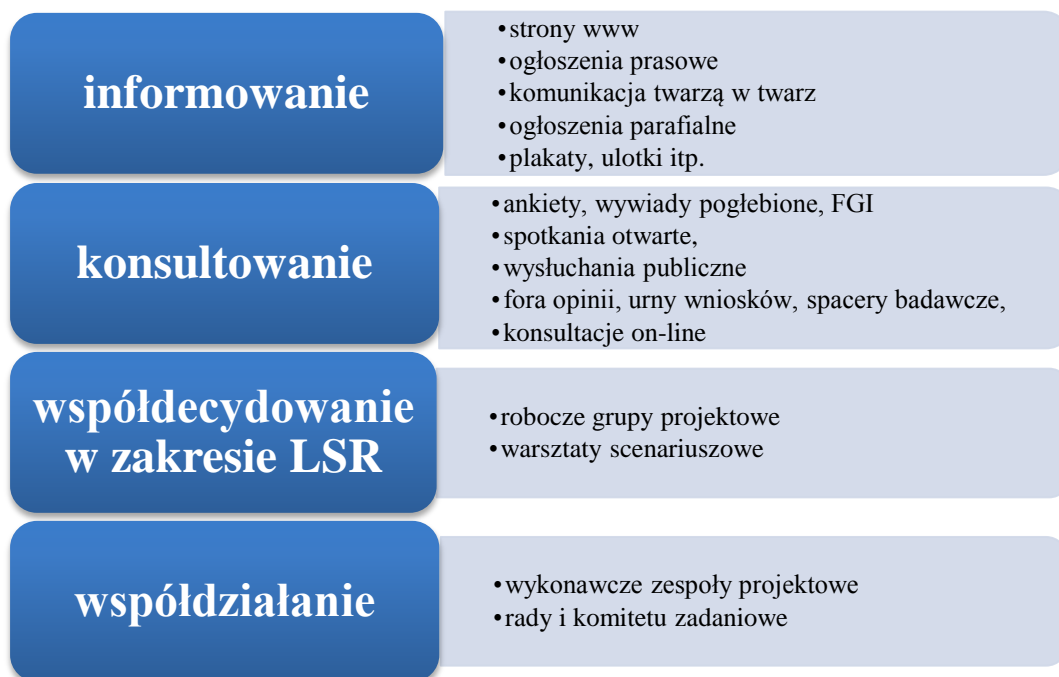 informowanie
•strony www
•ogłoszenia prasowe
•komunikacja twarzą w twarz
•ogłoszenia parafialne
•plakaty, ulotki itp.
konsultowanie
•ankiety, wywiady pogłebione, FGI
•spotkania otwarte,
•wysłuchania publiczne
•fora opinii, urny wniosków, spacery badawcze,
•konsultacje on-line
współdecydowanie
w zakresie LSR
•robocze grupy projektowe
•warsztaty scenariuszowe
współdziałanie
•wykonawcze zespoły projektowe
•rady i komitetu zadaniowe